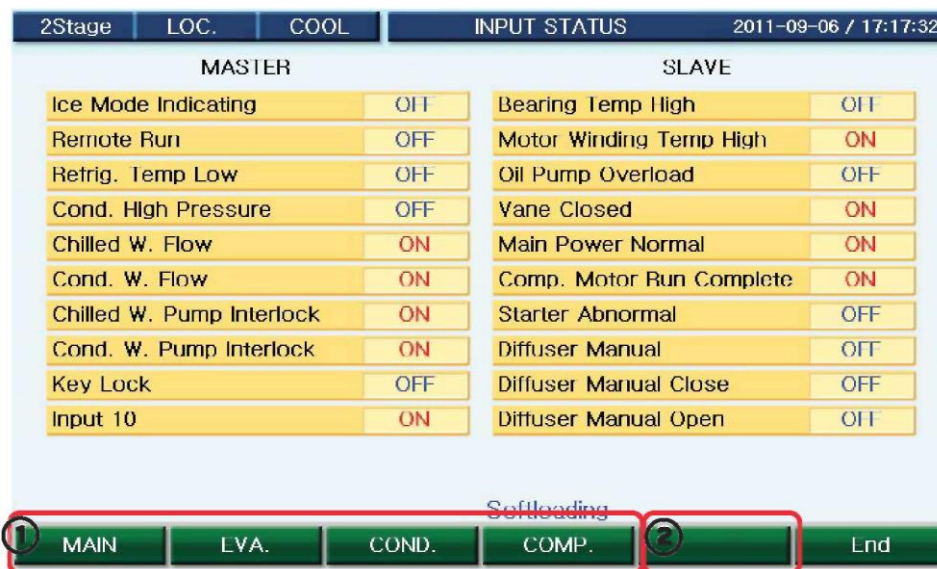 2Stage LOC. COOL INPUT STATUS 2011-09-06 / 17:17:32
MASTER SLAVE
Ice Mode Indicating OFF Bearing Temp High OFF
Remote Run OFF Motor Winding Temp High ON
Refrig. Temp Low OFF Oil Pump Overload OFF
Cond. High Pressure OFF Vane Closed ON
Chilled W. Flow ON Main Power Normal ON
Cond. W. Flow ON Comp. Motor Run Complete ON
Chilled W. Pump Interlock ON Starter Abnormal OFF
Cond. W. Pump Interlock ON Diffuser Manual OFF
Key Lock OFF Diffuser Manual Close OFF
Input 10 ON Diffuser Manual Open OFF
Softloading
① MAIN EVA. COND. COMP. ② End